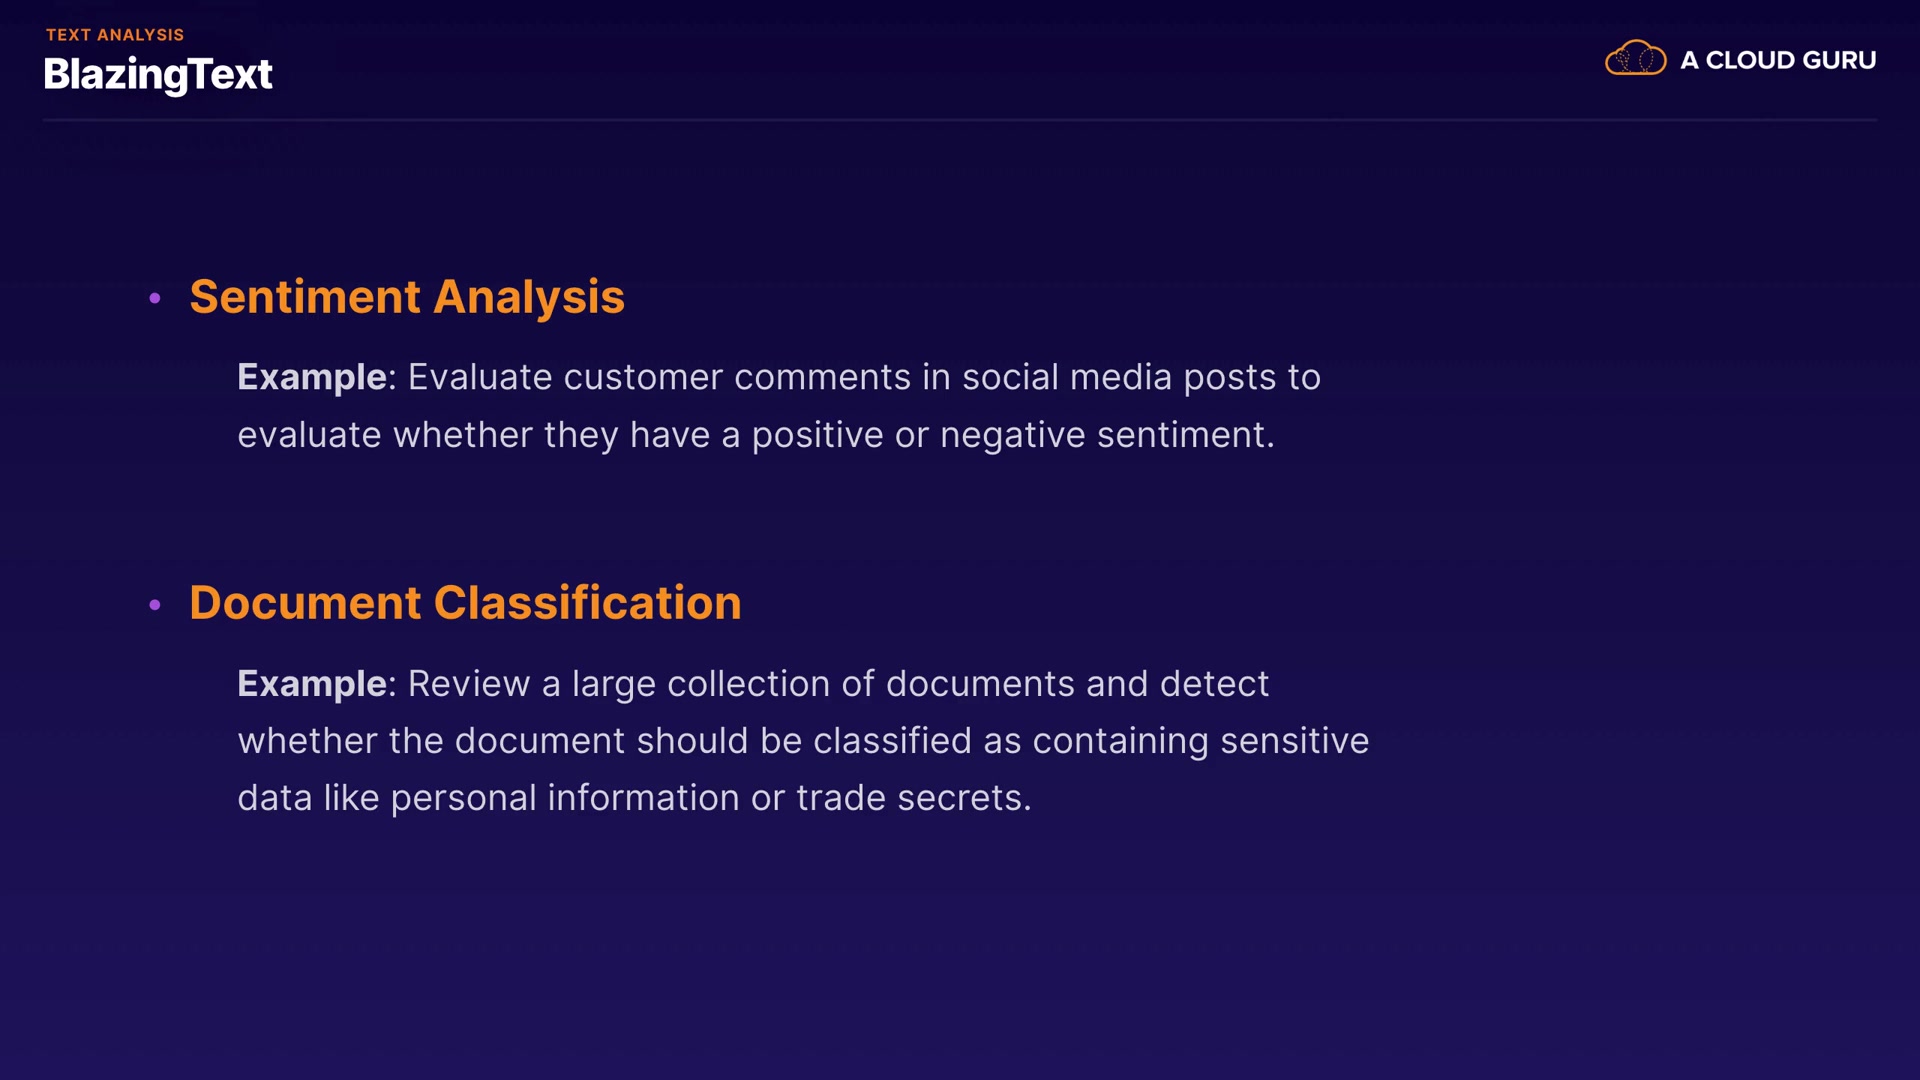 TEXT ANALYSIS
BlazingText
A CLOUD GURU
• Sentiment Analysis
Example: Evaluate customer comments in social media posts to
evaluate whether they have a positive or negative sentiment.
• Document Classification
Example: Review a large collection of documents and detect
whether the document should be classified as containing sensitive
data like personal information or trade secrets.